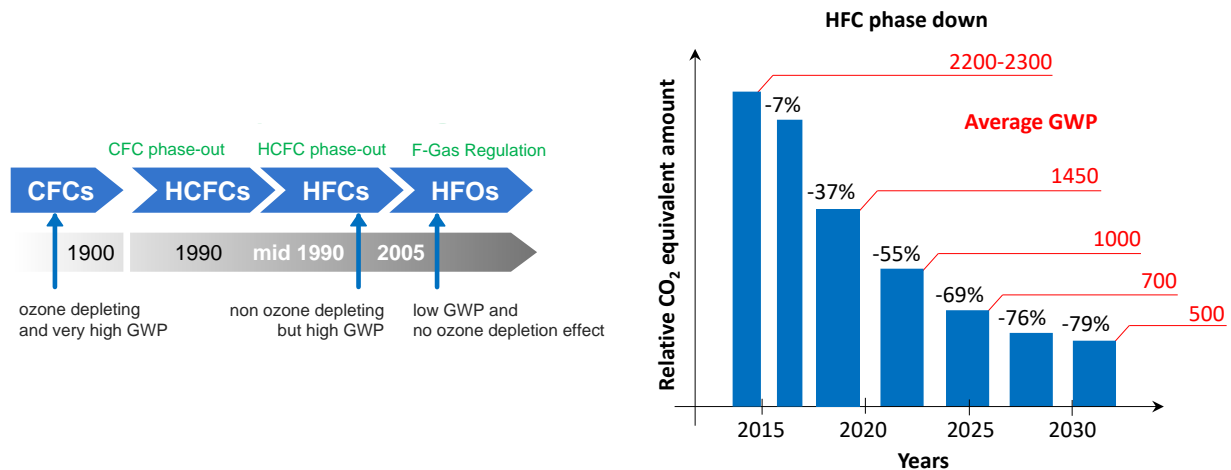 CFC phase-out
HCFC phase-out
F-Gas Regulation
CFCs
HCFCs
HFCs
HFOs
1900
1990
mid 1990
2005
ozone depleting
and very high GWP
non ozone depleting
but high GWP
low GWP and
no ozone depletion effect
HFC phase down
2200-2300
-7%
Average GWP
-37%
1450
-55%
1000
-69%
700
-76%
-79%
500
Relative CO₂ equivalent amount
2015
2020
2025
2030
Years